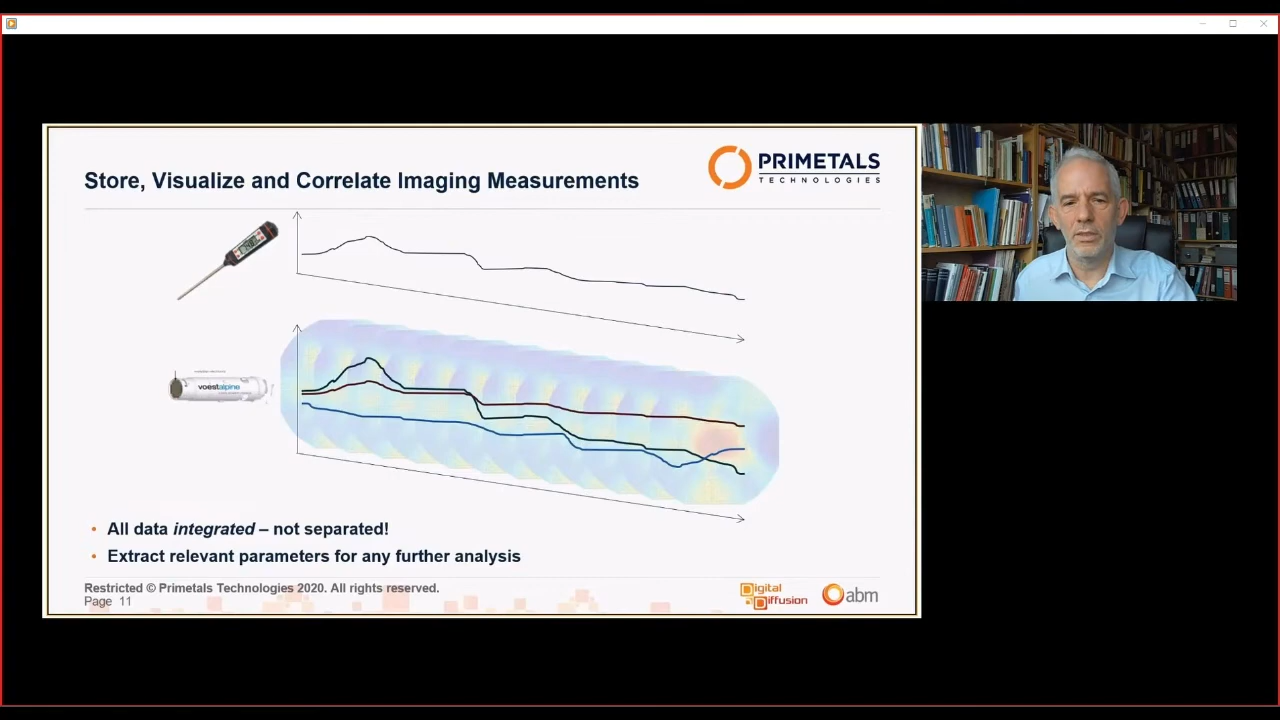 Store, Visualize and Correlate Imaging Measurements
PRIMETALS
TECHNOLOGIES
voestalpine
• All data integrated – not separated!
• Extract relevant parameters for any further analysis
Restricted © Primetals Technologies 2020. All rights reserved.
Page 11
Digital
Diffusion
abm